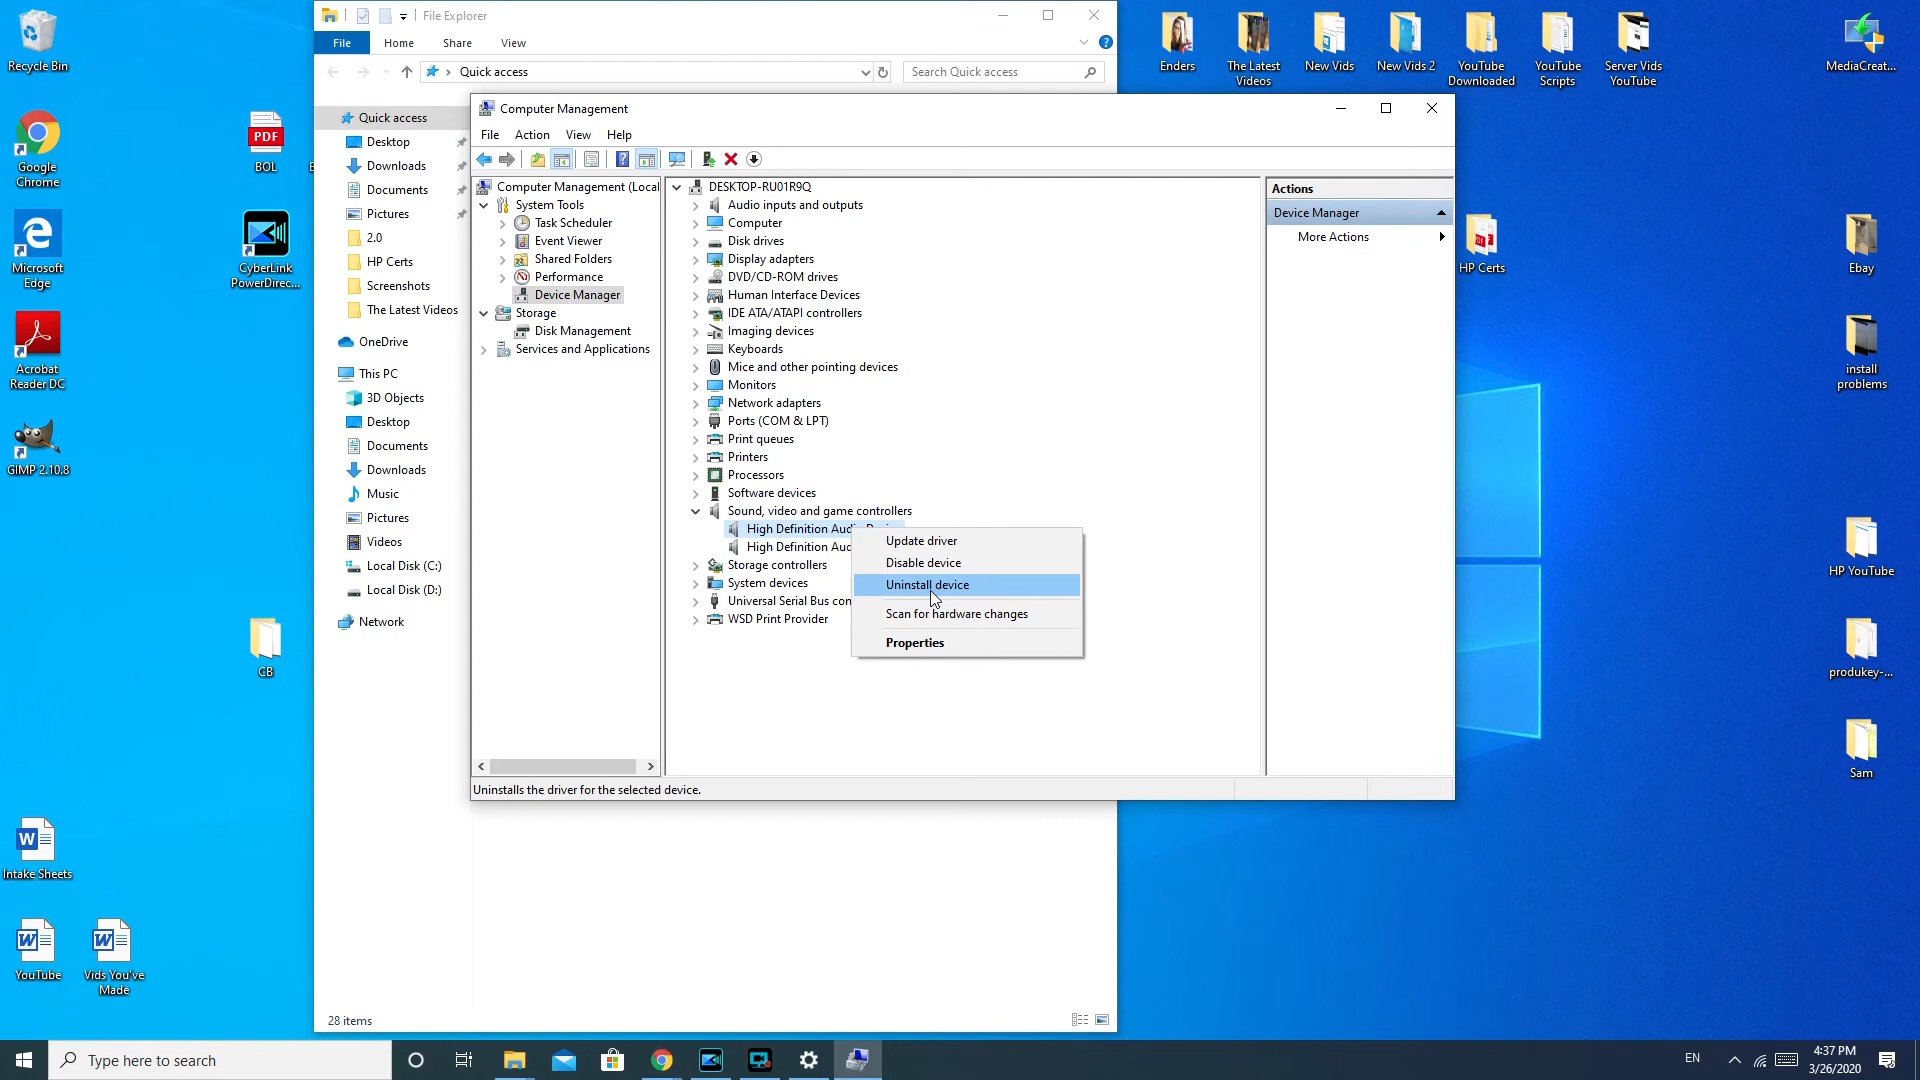 File Explorer
File
Home
Share
View
Quick access
Search Quick access
Quick access
Desktop
Downloads
Documents
Pictures
2.0
HP Certs
Screenshots
The Latest Videos
OneDrive
This PC
3D Objects
Desktop
Documents
Downloads
Music
Pictures
Videos
Local Disk (C:)
Local Disk (D:)
Network
28 items
Recycle Bin
Google
Chrome
PDF
BOL
Microsoft
Edge
CyberLink
PowerDirec...
Acrobat
Reader DC
GIMP 2.10.8
CB
Intake Sheets
YouTube
Vids You've
Made
Computer Management
File
Action
View
Help
Computer Management (Local
System Tools
Task Scheduler
Event Viewer
Shared Folders
Performance
Device Manager
Storage
Disk Management
Services and Applications
DESKTOP-RU01R9Q
Audio inputs and outputs
Computer
Disk drives
Display adapters
DVD/CD-ROM drives
Human Interface Devices
IDE ATA/ATAPI controllers
Imaging devices
Keyboards
Mice and other pointing devices
Monitors
Network adapters
Ports (COM & LPT)
Print queues
Printers
Processors
Software devices
Sound, video and game controllers
High Definition
High Definition
Storage controllers
System devices
Universal Serial Bus
WSD Print Provider
Update driver
Disable device
Uninstall device
Scan for hardware changes
Properties
Actions
Device Manager
More Actions
Uninstalls the driver for the selected device.
Enders
The Latest
Videos
New Vids
New Vids 2
YouTube
Downloaded
YouTube
Scripts
Server Vids
YouTube
MediaCreat...
HP Certs
Ebay
install
problems
HP YouTube
produkey-...
Sam
Type here to search
EN
4:37 PM
3/26/2020